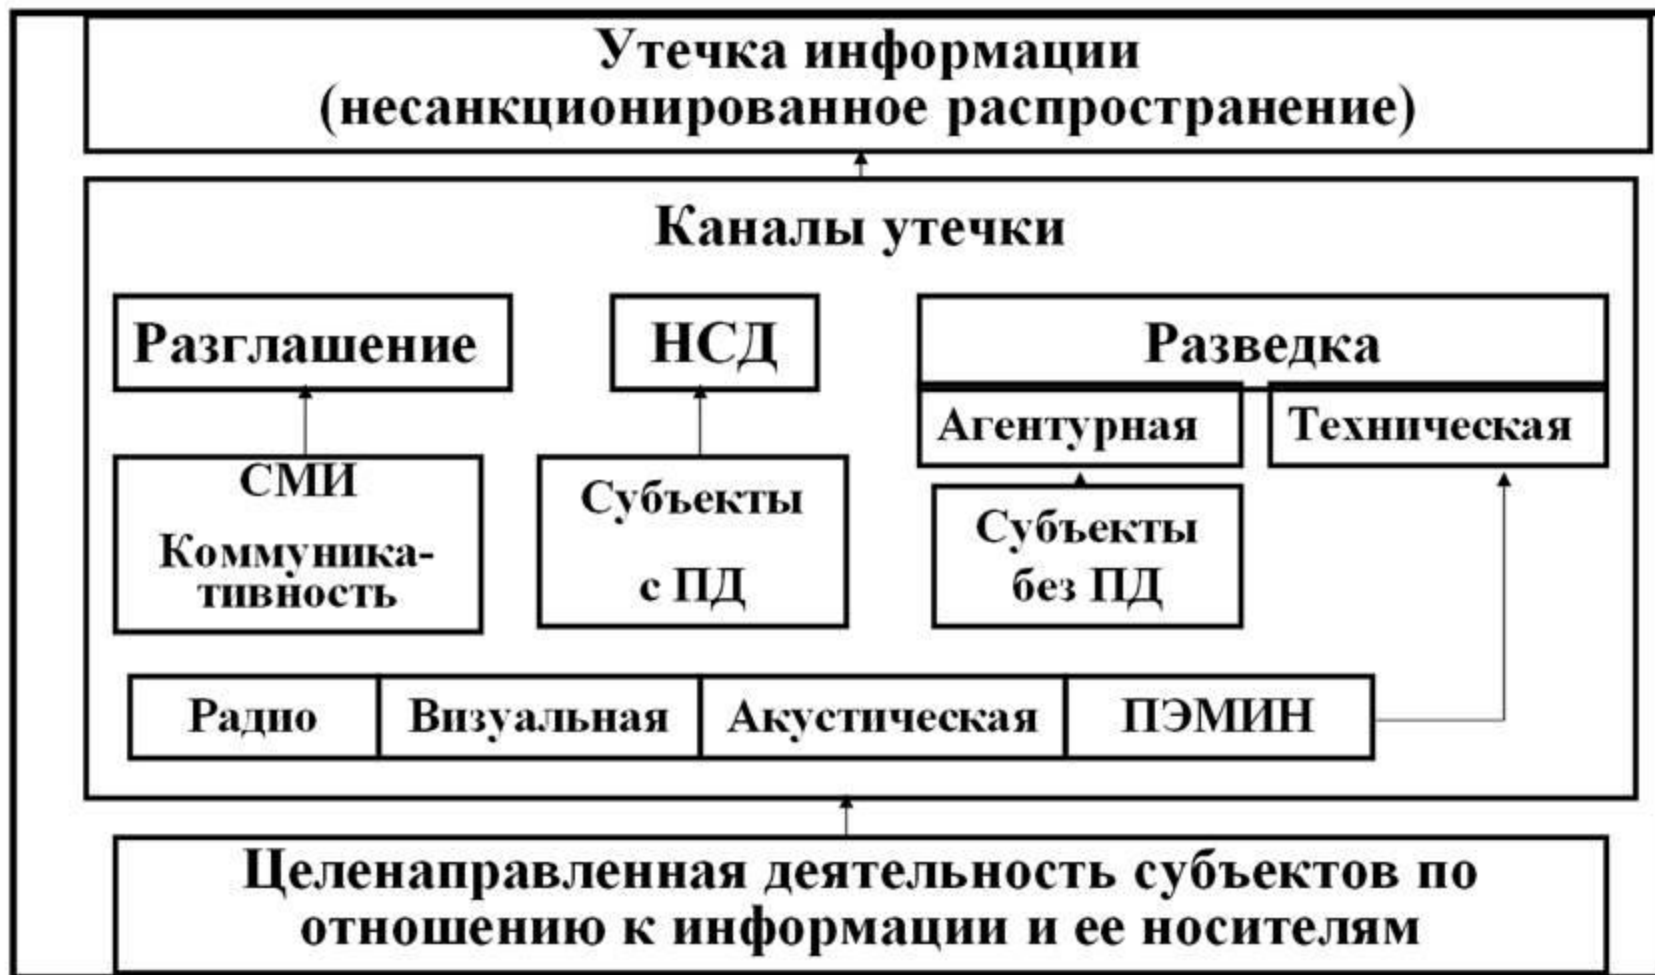 Утечка информации
(несанкционированное распространение)
Каналы утечки
Разглашение
НСД
Разведка
Агентурная
Техническая
СМИ
Коммуника-
тивность
Субъекты
с ПД
Субъекты
без ПД
Радио
Визуальная
Акустическая
ПЭМИН
Целенаправленная деятельность субъектов по
отношению к информации и ее носителям